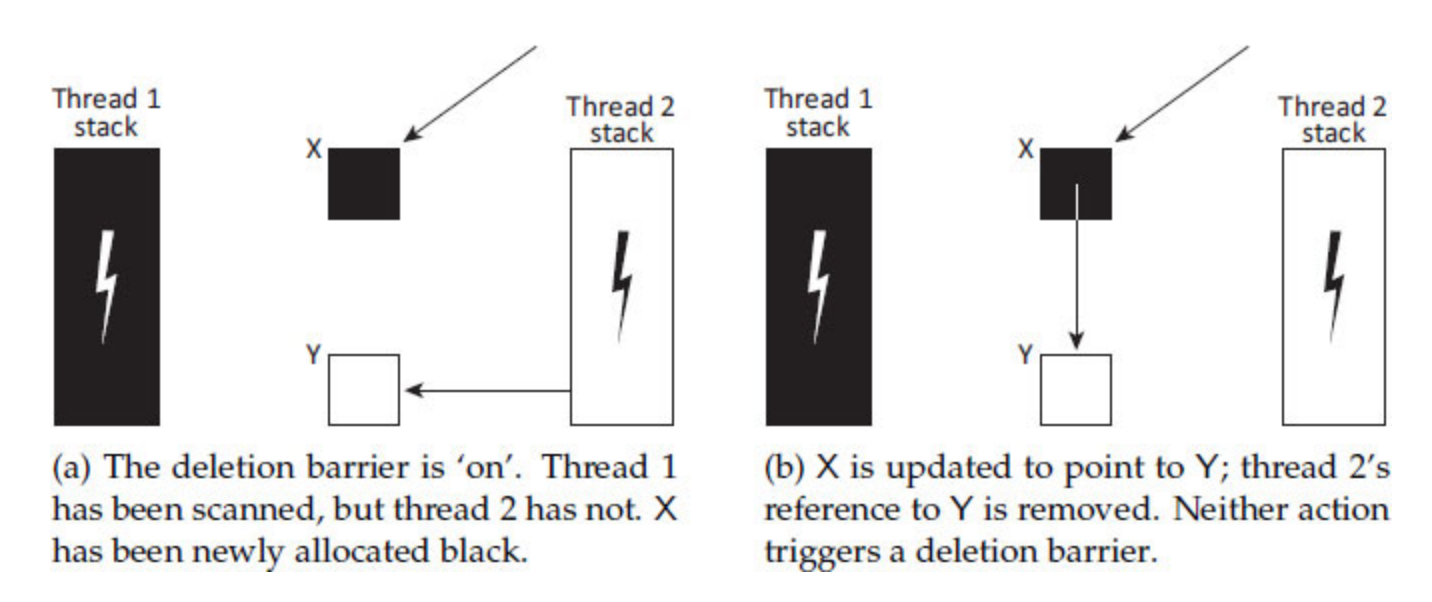 Thread 1
stack
X
Thread 2
stack
Y
(a) The deletion barrier is ‘on’. Thread 1
has been scanned, but thread 2 has not. X
has been newly allocated black.
Thread 1
stack
X
Thread 2
stack
Y
(b) X is updated to point to Y; thread 2’s
reference to Y is removed. Neither action
triggers a deletion barrier.